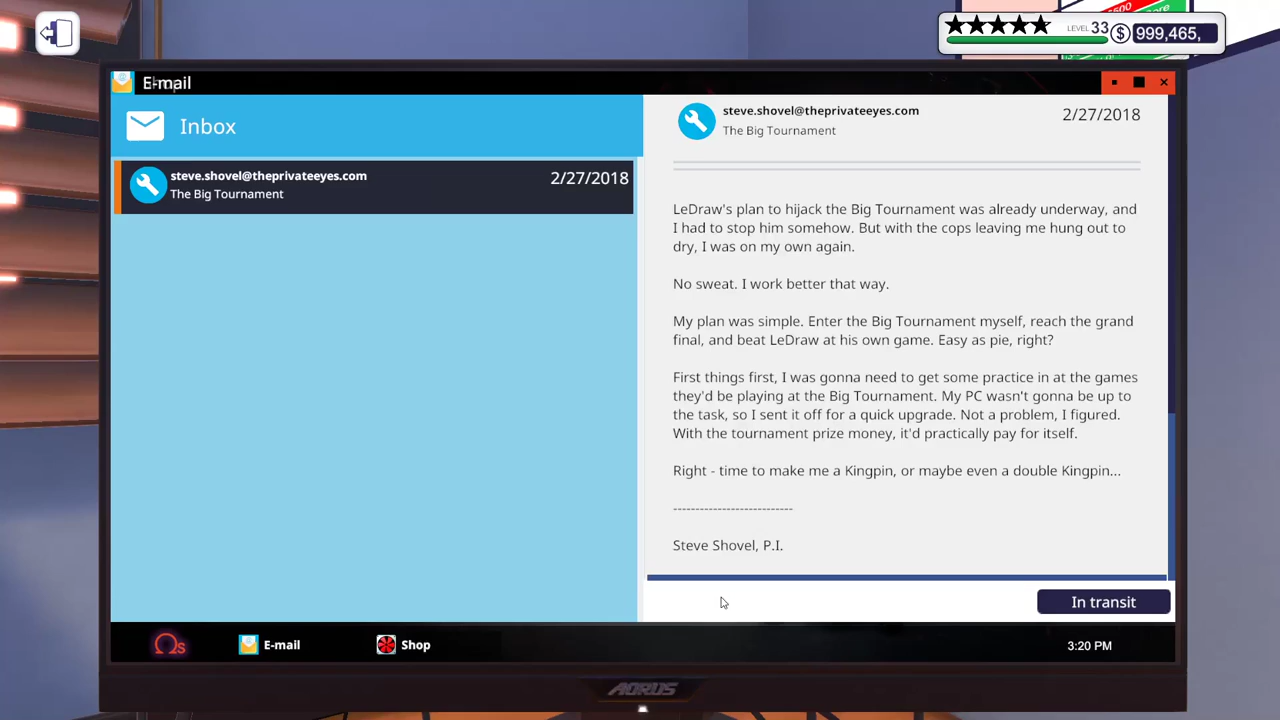 LEVEL 33 $ 999,465,
E-mail
Inbox
steve.shovel@theprivateeyes.com
The Big Tournament
2/27/2018
steve.shovel@theprivateeyes.com
The Big Tournament
2/27/2018
LeDraw's plan to hijack the Big Tournament was already underway, and
I had to stop him somehow. But with the cops leaving me hung out to
dry, I was on my own again.
No sweat. I work better that way.
My plan was simple. Enter the Big Tournament myself, reach the grand
final, and beat LeDraw at his own game. Easy as pie, right?
First things first, I was gonna need to get some practice in at the games
they'd be playing at the Big Tournament. My PC wasn't gonna be up to
the task, so I sent it off for a quick upgrade. Not a problem, I figured.
With the tournament prize money, it'd practically pay for itself.
Right - time to make me a Kingpin, or maybe even a double Kingpin...
---------------------------
Steve Shovel, P.I.
In transit
Ωs
E-mail
Shop
3:20 PM
AORUS